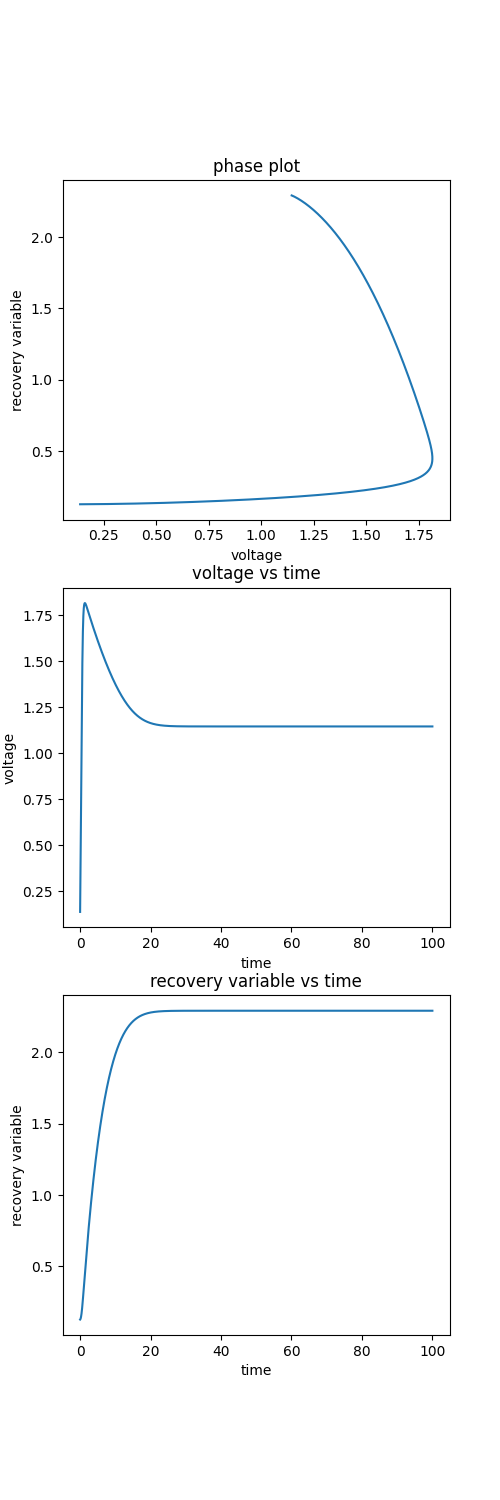 phase plot
2.0
1.5
1.0
0.5
recovery variable
0.25 0.50 0.75 1.00 1.25 1.50 1.75
voltage
voltage vs time
1.75
1.50
1.25
1.00
0.75
0.50
0.25
voltage
0 20 40 60 80 100
time
recovery variable vs time
2.0
1.5
1.0
0.5
recovery variable
0 20 40 60 80 100
time